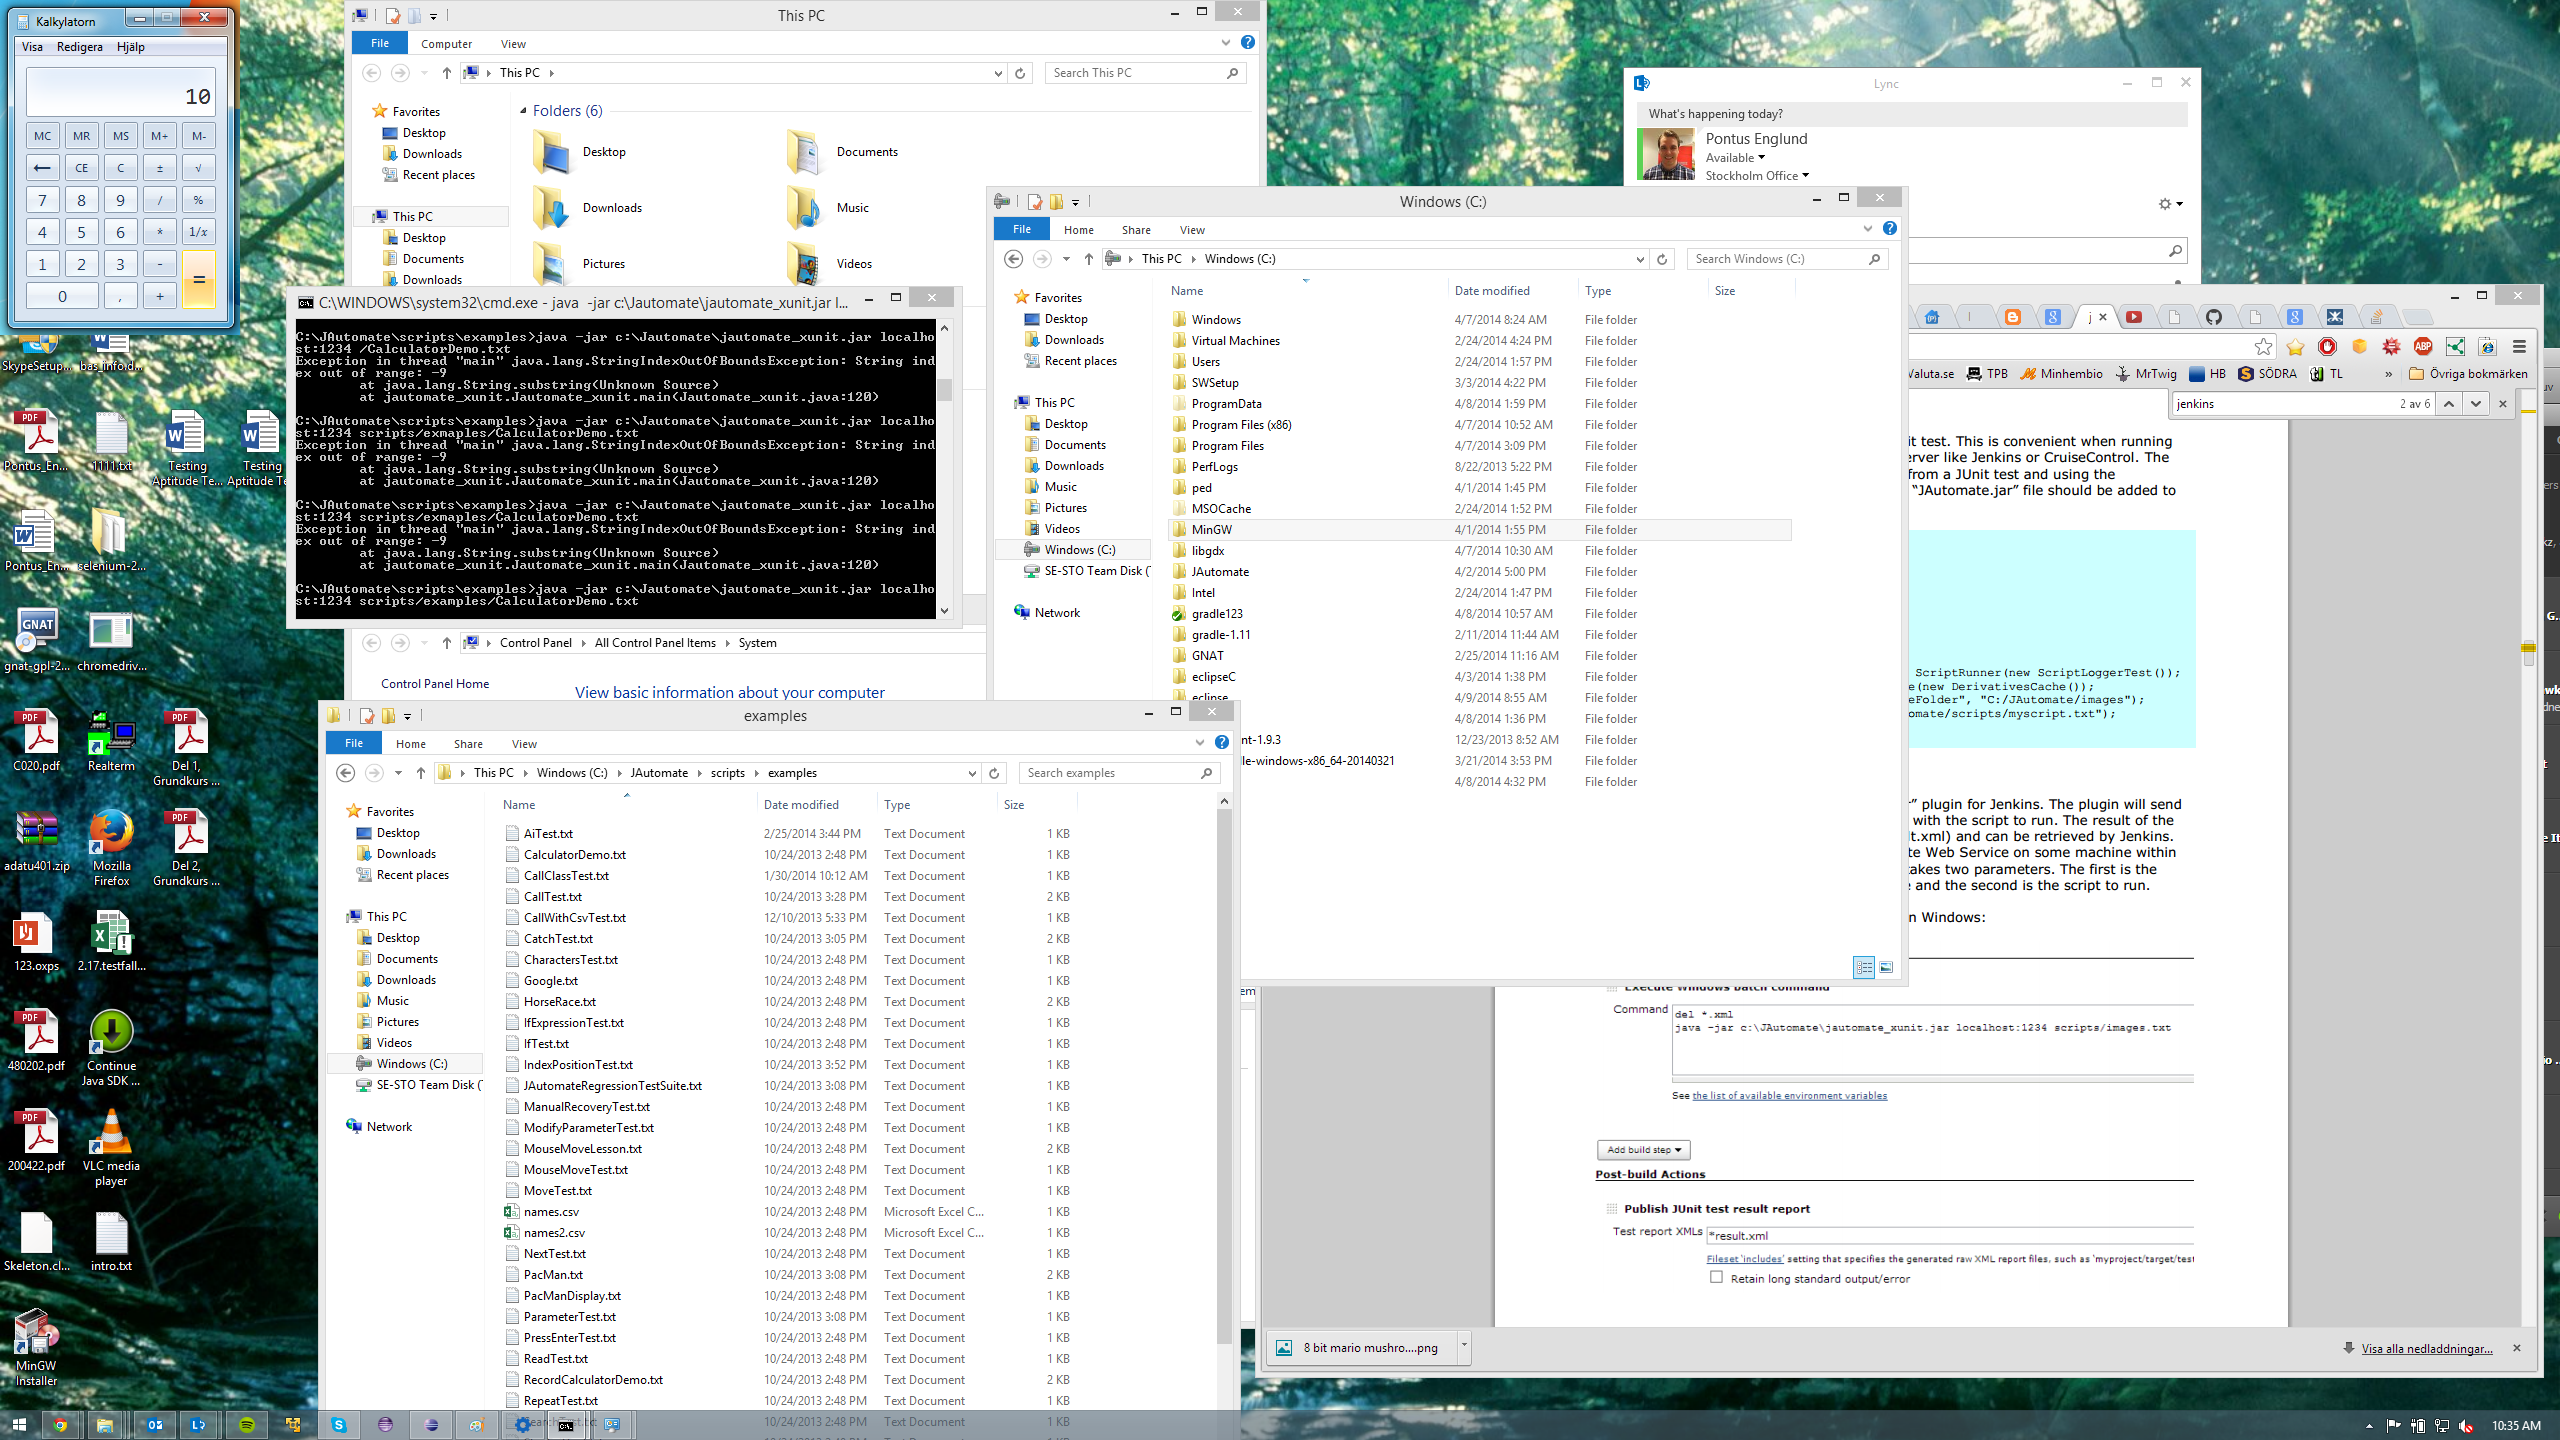 Kalkylatorn
Visa Redigera Hjälp
10
MC MR MS M+ M-
← CE C ± √
7 8 9 / %
4 5 6 * 1/x
1 2 3 - =
0 , +
This PC
File Computer View
This PC
Search This PC
Favorites
Desktop
Downloads
Recent places
This PC
Desktop
Documents
Downloads
Folders (6)
Desktop Documents
Downloads Music
Pictures Videos
Lync
What's happening today?
Pontus Englund
Available
Stockholm Office
Windows (C:)
File Home Share View
This PC Windows (C:)
Search Windows (C:)
Favorites
Desktop
Downloads
Recent places
This PC
Desktop
Documents
Downloads
Music
Pictures
Videos
Windows (C:)
SE-STO Team Disk (
Network
Name Date modified Type Size
Windows 4/7/2014 8:24 AM File folder
Virtual Machines 2/24/2014 4:24 PM File folder
Users 2/24/2014 1:57 PM File folder
SWSetup 3/3/2014 4:22 PM File folder
ProgramData 4/8/2014 1:59 PM File folder
Program Files (x86) 4/7/2014 10:52 AM File folder
Program Files 4/7/2014 3:09 PM File folder
PerfLogs 8/22/2013 5:22 PM File folder
ped 4/1/2014 1:45 PM File folder
MSOCache 2/24/2014 1:52 PM File folder
MinGW 4/1/2014 1:55 PM File folder
libgdx 4/7/2014 10:30 AM File folder
JAutomate 4/2/2014 5:00 PM File folder
Intel 2/24/2014 1:47 PM File folder
gradle123 4/8/2014 10:57 AM File folder
gradle-1.11 2/11/2014 11:44 AM File folder
GNAT 2/25/2014 11:16 AM File folder
eclipseC 4/3/2014 1:38 PM File folder
eclipse 4/9/2014 8:55 AM File folder
4/8/2014 1:36 PM File folder
nt-1.9.3 12/23/2013 8:52 AM File folder
le-windows-x86_64-20140321 3/21/2014 3:53 PM File folder
4/8/2014 4:32 PM File folder
C:\WINDOWS\system32\cmd.exe - java -jar c:\Jautomate\jautomate_xunit.jar l...
C:\JAutomate\scripts\examples>java -jar c:\Jautomate\jautomate_xunit.jar localho
st:1234 /CalculatorDemo.txt
Exception in thread "main" java.lang.StringIndexOutOfBoundsException: String ind
ex out of range: -9
at java.lang.String.substring(Unknown Source)
at jautomate_xunit.Jautomate_xunit.main(Jautomate_xunit.java:120)
C:\JAutomate\scripts\examples>java -jar c:\Jautomate\jautomate_xunit.jar localho
st:1234 scripts/exmaples/CalculatorDemo.txt
Exception in thread "main" java.lang.StringIndexOutOfBoundsException: String ind
ex out of range: -9
at java.lang.String.substring(Unknown Source)
at jautomate_xunit.Jautomate_xunit.main(Jautomate_xunit.java:120)
C:\JAutomate\scripts\examples>java -jar c:\Jautomate\jautomate_xunit.jar localho
st:1234 scripts/exmaples/CalculatorDemo.txt
Exception in thread "main" java.lang.StringIndexOutOfBoundsException: String ind
ex out of range: -9
at java.lang.String.substring(Unknown Source)
at jautomate_xunit.Jautomate_xunit.main(Jautomate_xunit.java:120)
C:\JAutomate\scripts\examples>java -jar c:\Jautomate\jautomate_xunit.jar localho
st:1234 scripts/examples/CalculatorDemo.txt
Control Panel All Control Panel Items System
Control Panel Home
View basic information about your computer
SkypeSetup... bas_info.d...
Pontus_En... 1111.txt Testing Aptitude Te... Testing Aptitude Te
Pontus_En... selenium-2...
gnat-gpl-2... chromedriv...
C020.pdf Realterm Del 1, Grundkurs ...
adatu401.zip Mozilla Firefox Del 2, Grundkurs ...
123.oxps 2.17.testfall...
480202.pdf Continue Java SDK ...
200422.pdf VLC media player
Skeleton.cl... intro.txt
MinGW Installer
examples
File Home Share View
This PC Windows (C:) JAutomate scripts examples
Search examples
Favorites
Desktop
Downloads
Recent places
This PC
Desktop
Documents
Downloads
Music
Pictures
Videos
Windows (C:)
SE-STO Team Disk (
Network
Name Date modified Type Size
AiTest.txt 2/25/2014 3:44 PM Text Document 1 KB
CalculatorDemo.txt 10/24/2013 2:48 PM Text Document 1 KB
CallClassTest.txt 1/30/2014 10:12 AM Text Document 1 KB
CallTest.txt 10/24/2013 3:28 PM Text Document 2 KB
CallWithCsvTest.txt 12/10/2013 5:33 PM Text Document 1 KB
CatchTest.txt 10/24/2013 3:05 PM Text Document 2 KB
CharactersTest.txt 10/24/2013 2:48 PM Text Document 1 KB
Google.txt 10/24/2013 2:48 PM Text Document 1 KB
HorseRace.txt 10/24/2013 2:48 PM Text Document 2 KB
IfExpressionTest.txt 10/24/2013 2:48 PM Text Document 1 KB
IfTest.txt 10/24/2013 2:48 PM Text Document 1 KB
IndexPositionTest.txt 10/24/2013 3:52 PM Text Document 1 KB
JAutomateRegressionTestSuite.txt 10/24/2013 3:08 PM Text Document 1 KB
ManualRecoveryTest.txt 10/24/2013 2:48 PM Text Document 1 KB
ModifyParameterTest.txt 10/24/2013 2:48 PM Text Document 1 KB
MouseMoveLesson.txt 10/24/2013 2:48 PM Text Document 2 KB
MouseMoveTest.txt 10/24/2013 2:48 PM Text Document 1 KB
MoveTest.txt 10/24/2013 2:48 PM Text Document 1 KB
names.csv 10/24/2013 2:48 PM Microsoft Excel C... 1 KB
names2.csv 10/24/2013 2:48 PM Microsoft Excel C... 1 KB
NextTest.txt 10/24/2013 2:48 PM Text Document 1 KB
PacMan.txt 10/24/2013 3:08 PM Text Document 2 KB
PacManDisplay.txt 10/24/2013 2:48 PM Text Document 1 KB
ParameterTest.txt 10/24/2013 3:08 PM Text Document 1 KB
PressEnterTest.txt 10/24/2013 2:48 PM Text Document 1 KB
ReadTest.txt 10/24/2013 2:48 PM Text Document 1 KB
RecordCalculatorDemo.txt 10/24/2013 2:48 PM Text Document 2 KB
RepeatTest.txt 10/24/2013 2:48 PM Text Document 1 KB
SearchTest.txt 10/24/2013 2:48 PM Text Document 2 KB
Valuta.se TPB Minhembio MrTwig HB SÖDRA TL » Övriga bokmärken
jenkins 2 av 6
it test. This is convenient when running
erver like Jenkins or CruiseControl. The
from a JUnit test and using the
"JAutomate.jar" file should be added to
ScriptRunner(new ScriptLoggerTest());
e(new DerivativesCache());
eFolder", "C:/JAutomate/images");
omate/scripts/myscript.txt");
r" plugin for Jenkins. The plugin will send
with the script to run. The result of the
lt.xml) and can be retrieved by Jenkins.
te Web Service on some machine within
takes two parameters. The first is the
e and the second is the script to run.
n Windows:
Execute Windows batch command
Command
del *.xml
java -jar c:\JAutomate\jautomate_xunit.jar localhost:1234 scripts/images.txt
See the list of available environment variables
Add build step
Post-build Actions
Publish JUnit test result report
Test report XMLs *result.xml
Fileset 'includes' setting that specifies the generated raw XML report files, such as 'myproject/target/test
Retain long standard output/error
8 bit mario mushro....png
Visa alla nedladdningar...
10:35 AM